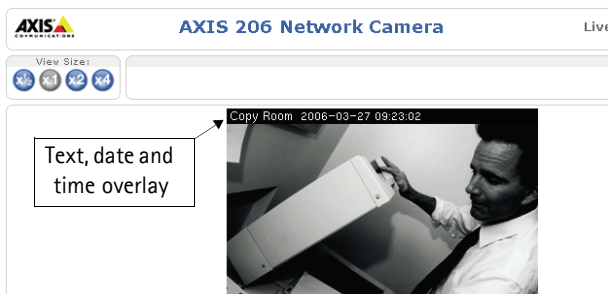 AXIS
COMMUNICATIONS
AXIS 206 Network Camera
Live
View Size:
x½ x1 x2 x4
Copy Room 2006-03-27 09:23:02
Text, date and
time overlay